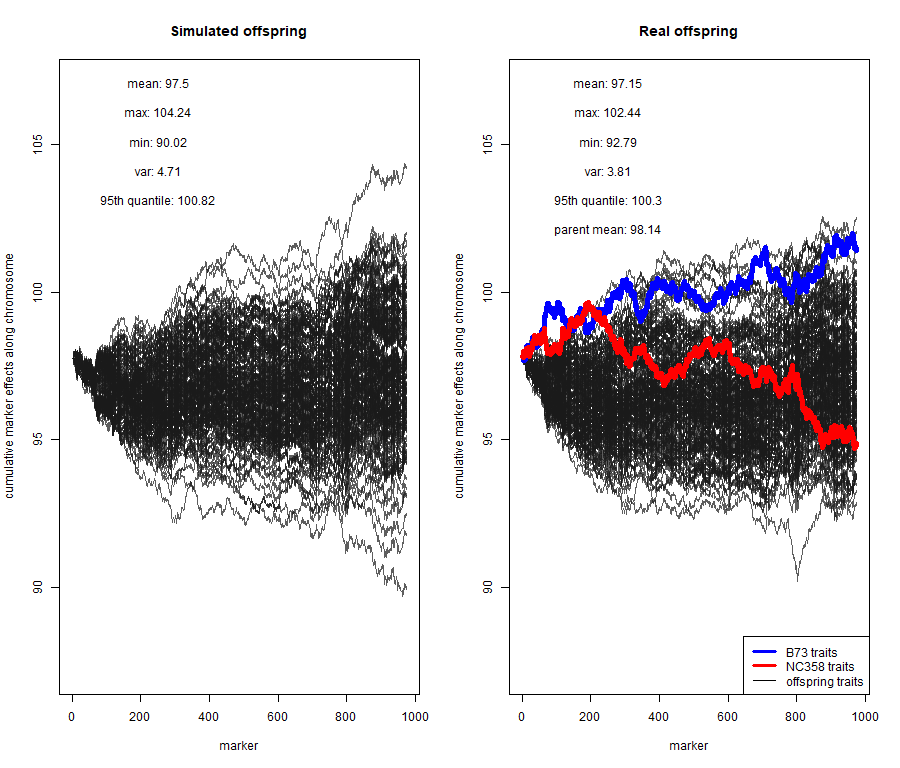 Simulated offspring
mean: 97.5
max: 104.24
min: 90.02
var: 4.71
95th quantile: 100.82
cumulative marker effects along chromosome
105
100
95
90
0 200 400 600 800 1000
marker
Real offspring
mean: 97.15
max: 102.44
min: 92.79
var: 3.81
95th quantile: 100.3
parent mean: 98.14
cumulative marker effects along chromosome
105
100
95
90
B73 traits
NC358 traits
offspring traits
0 200 400 600 800 1000
marker